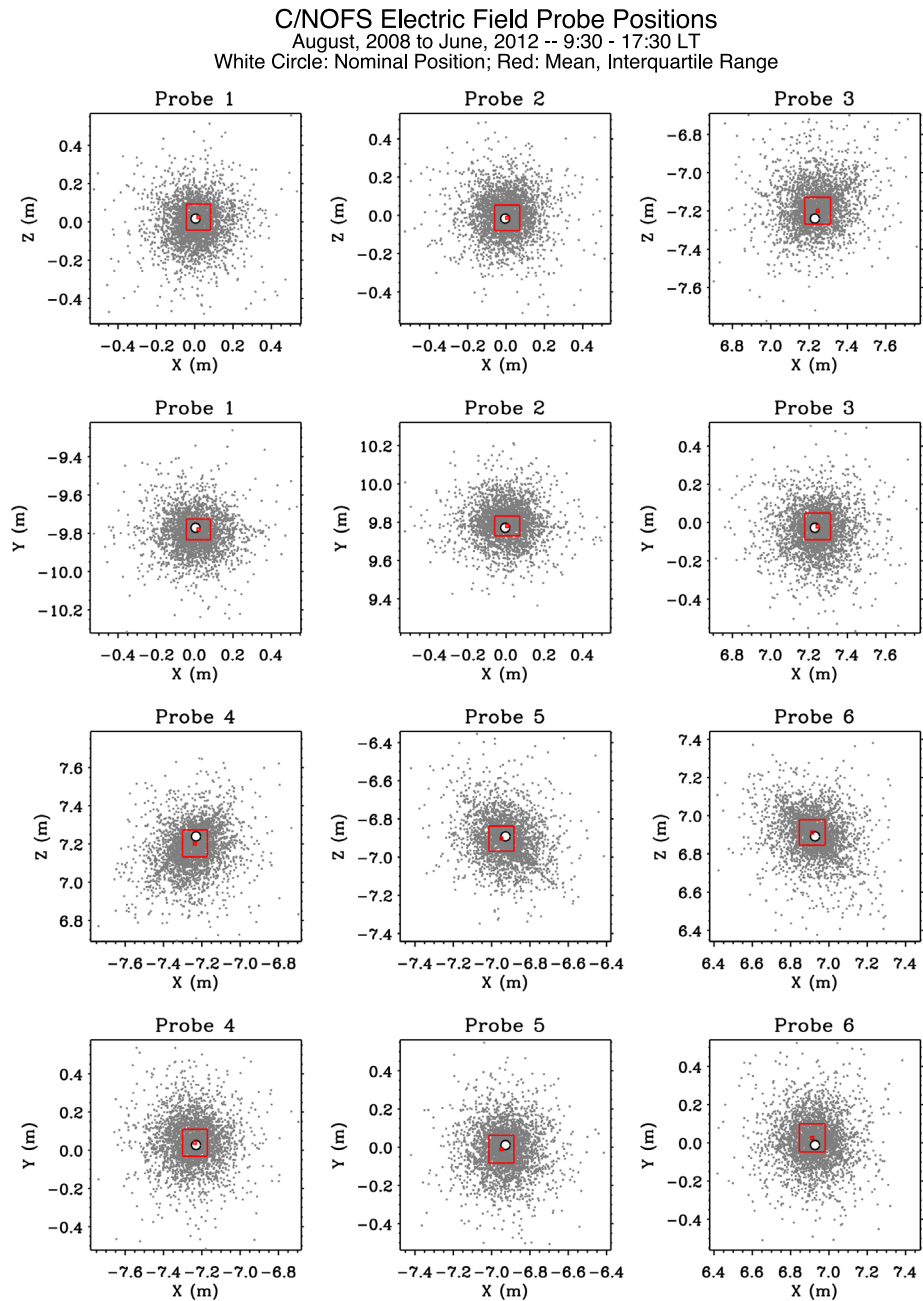 C/NOFS Electric Field Probe Positions
August, 2008 to June, 2012 -- 9:30 - 17:30 LT
White Circle: Nominal Position; Red: Mean, Interquartile Range
Probe 1
Z (m)
0.4
0.2
0.0
−0.2
−0.4
−0.4 −0.2 0.0 0.2 0.4
X (m)
Probe 2
Z (m)
0.4
0.2
0.0
−0.2
−0.4
−0.4 −0.2 0.0 0.2 0.4
X (m)
Probe 3
Z (m)
−6.8
−7.0
−7.2
−7.4
−7.6
6.8 7.0 7.2 7.4 7.6
X (m)
Probe 1
Y (m)
−9.4
−9.6
−9.8
−10.0
−10.2
−0.4 −0.2 0.0 0.2 0.4
X (m)
Probe 2
Y (m)
10.2
10.0
9.8
9.6
9.4
−0.4 −0.2 0.0 0.2 0.4
X (m)
Probe 3
Y (m)
0.4
0.2
0.0
−0.2
−0.4
6.8 7.0 7.2 7.4 7.6
X (m)
Probe 4
Z (m)
7.6
7.4
7.2
7.0
6.8
−7.6 −7.4 −7.2 −7.0 −6.8
X (m)
Probe 5
Z (m)
−6.4
−6.6
−6.8
−7.0
−7.2
−7.4
−7.4 −7.2 −7.0 −6.8 −6.6 −6.4
X (m)
Probe 6
Z (m)
7.4
7.2
7.0
6.8
6.6
6.4
6.4 6.6 6.8 7.0 7.2 7.4
X (m)
Probe 4
Y (m)
0.4
0.2
0.0
−0.2
−0.4
−7.6 −7.4 −7.2 −7.0 −6.8
X (m)
Probe 5
Y (m)
0.4
0.2
0.0
−0.2
−0.4
−7.4 −7.2 −7.0 −6.8 −6.6 −6.4
X (m)
Probe 6
Y (m)
0.4
0.2
0.0
−0.2
−0.4
6.4 6.6 6.8 7.0 7.2 7.4
X (m)